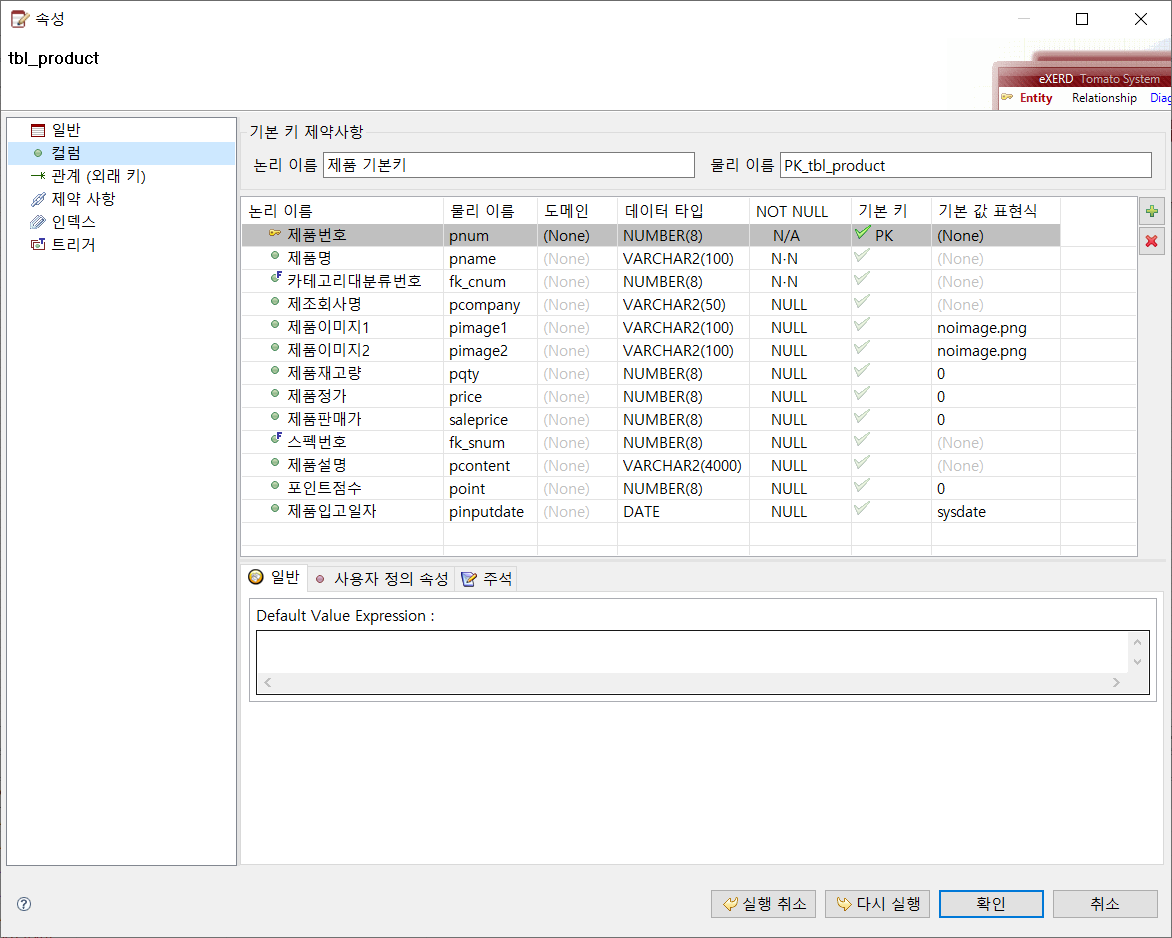 속성
tbl_product
eXERD Tomato System
Entity Relationship Diag
일반
컬럼
관계 (외래 키)
제약 사항
인덱스
트리거
기본 키 제약사항
논리 이름 제품 기본키 물리 이름 PK_tbl_product
논리 이름 물리 이름 도메인 데이터 타입 NOT NULL 기본 키 기본 값 표현식
제품번호 pnum (None) NUMBER(8) N/A PK (None)
제품명 pname (None) VARCHAR2(100) N·N (None)
카테고리대분류번호 fk_cnum (None) NUMBER(8) N·N (None)
제조회사명 pcompany (None) VARCHAR2(50) NULL (None)
제품이미지1 pimage1 (None) VARCHAR2(100) NULL noimage.png
제품이미지2 pimage2 (None) VARCHAR2(100) NULL noimage.png
제품재고량 pqty (None) NUMBER(8) NULL 0
제품정가 price (None) NUMBER(8) NULL 0
제품판매가 saleprice (None) NUMBER(8) NULL 0
스펙번호 fk_snum (None) NUMBER(8) NULL (None)
제품설명 pcontent (None) VARCHAR2(4000) NULL (None)
포인트점수 point (None) NUMBER(8) NULL 0
제품입고일자 pinputdate (None) DATE NULL sysdate
일반 사용자 정의 속성 주석
Default Value Expression :
실행 취소 다시 실행 확인 취소